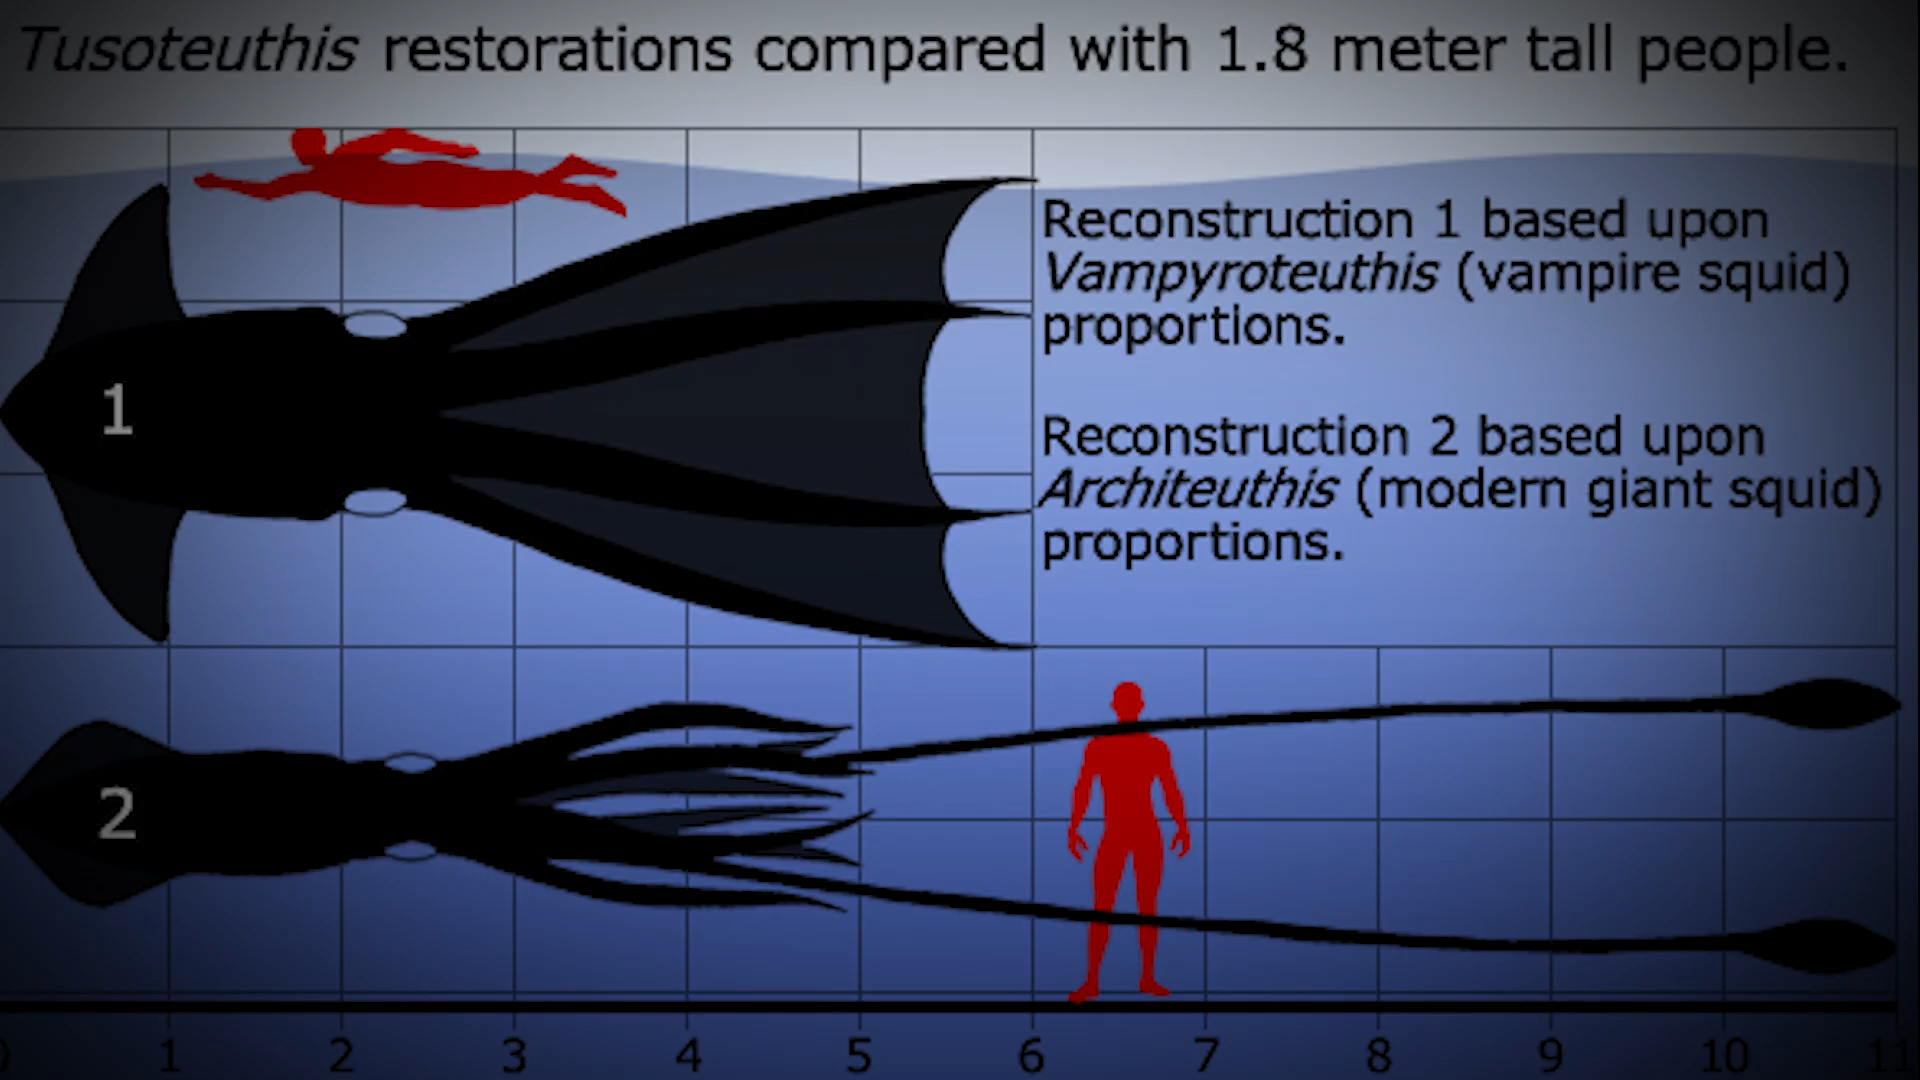 Tusoteuthis restorations compared with 1.8 meter tall people.
Reconstruction 1 based upon
Vampyroteuthis (vampire squid)
proportions.
1
Reconstruction 2 based upon
Architeuthis (modern giant squid)
proportions.
2
0 1 2 3 4 5 6 7 8 9 10 11